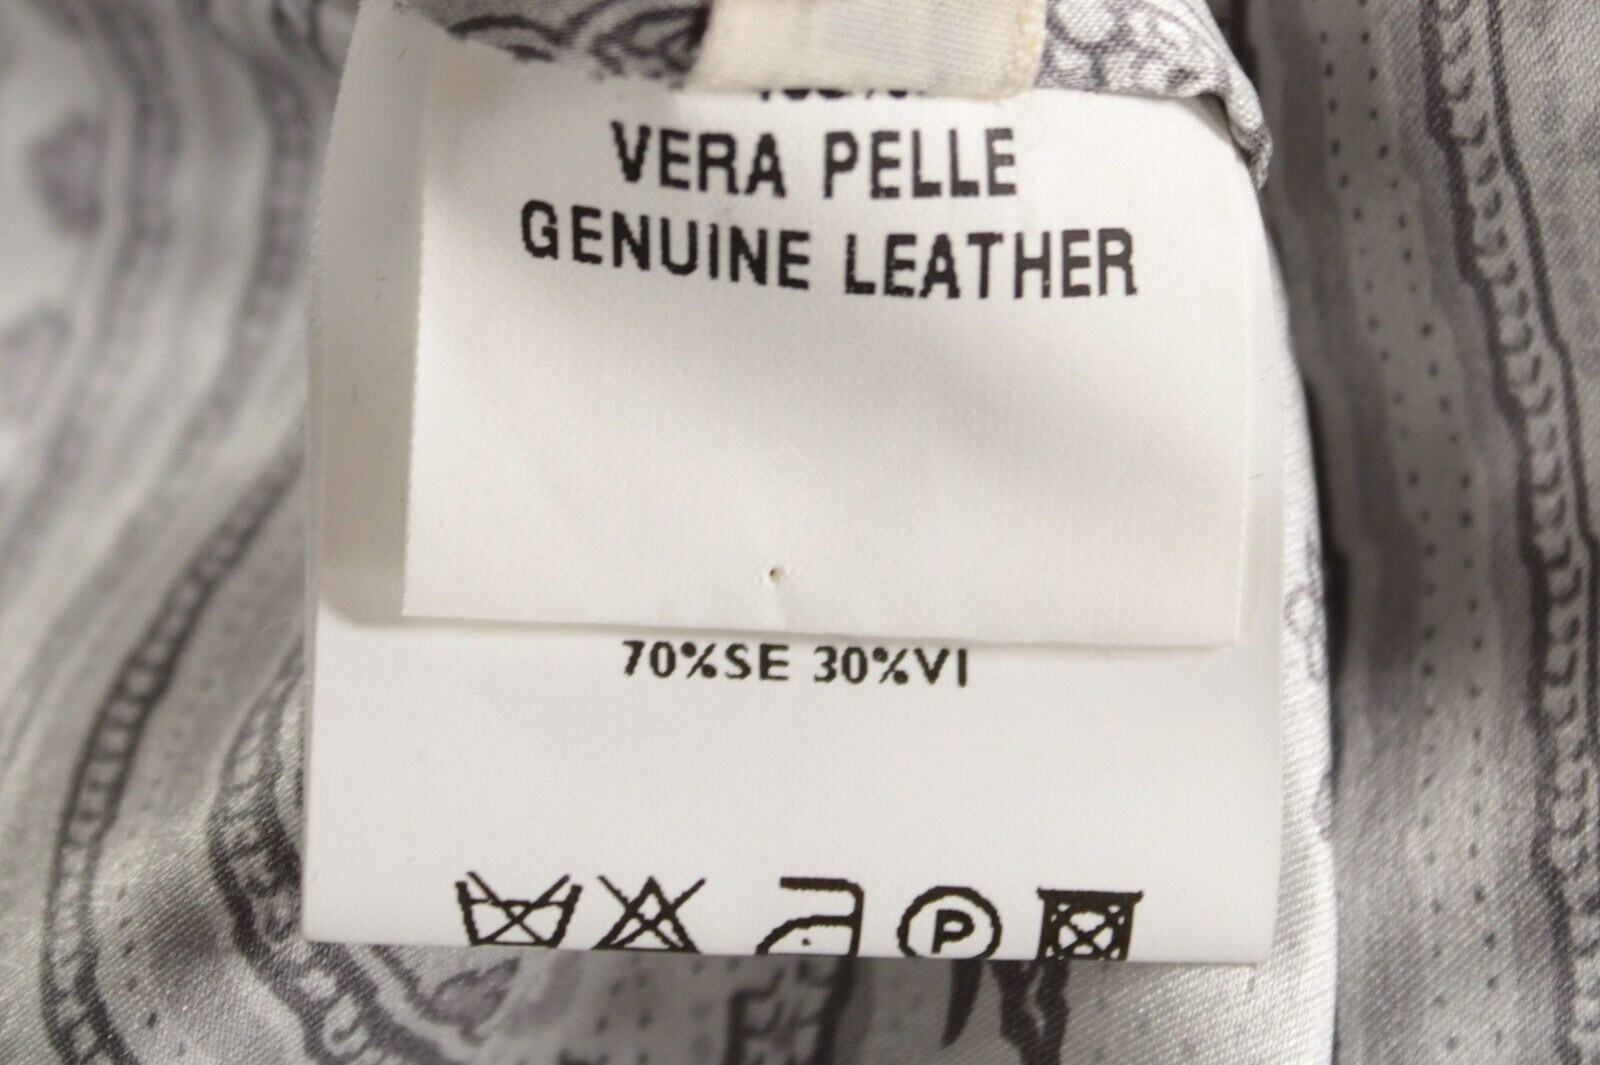 VERA PELLE
GENUINE LEATHER
70%SE 30%VI
P